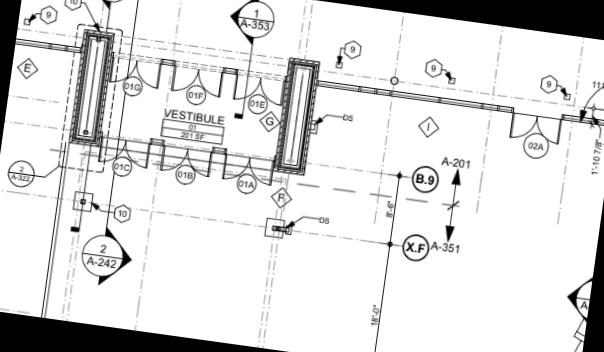 10
9
1
A-353
9
9
9
E
01G
01F
01E
VESTIBULE
01
201 SF
G
DS
I
02A
1'-10 7/8"
01C
01B
01A
2
10
F
DS
B.9
A-201
8'-6"
X.F
A-351
2
A-242
18'-0"